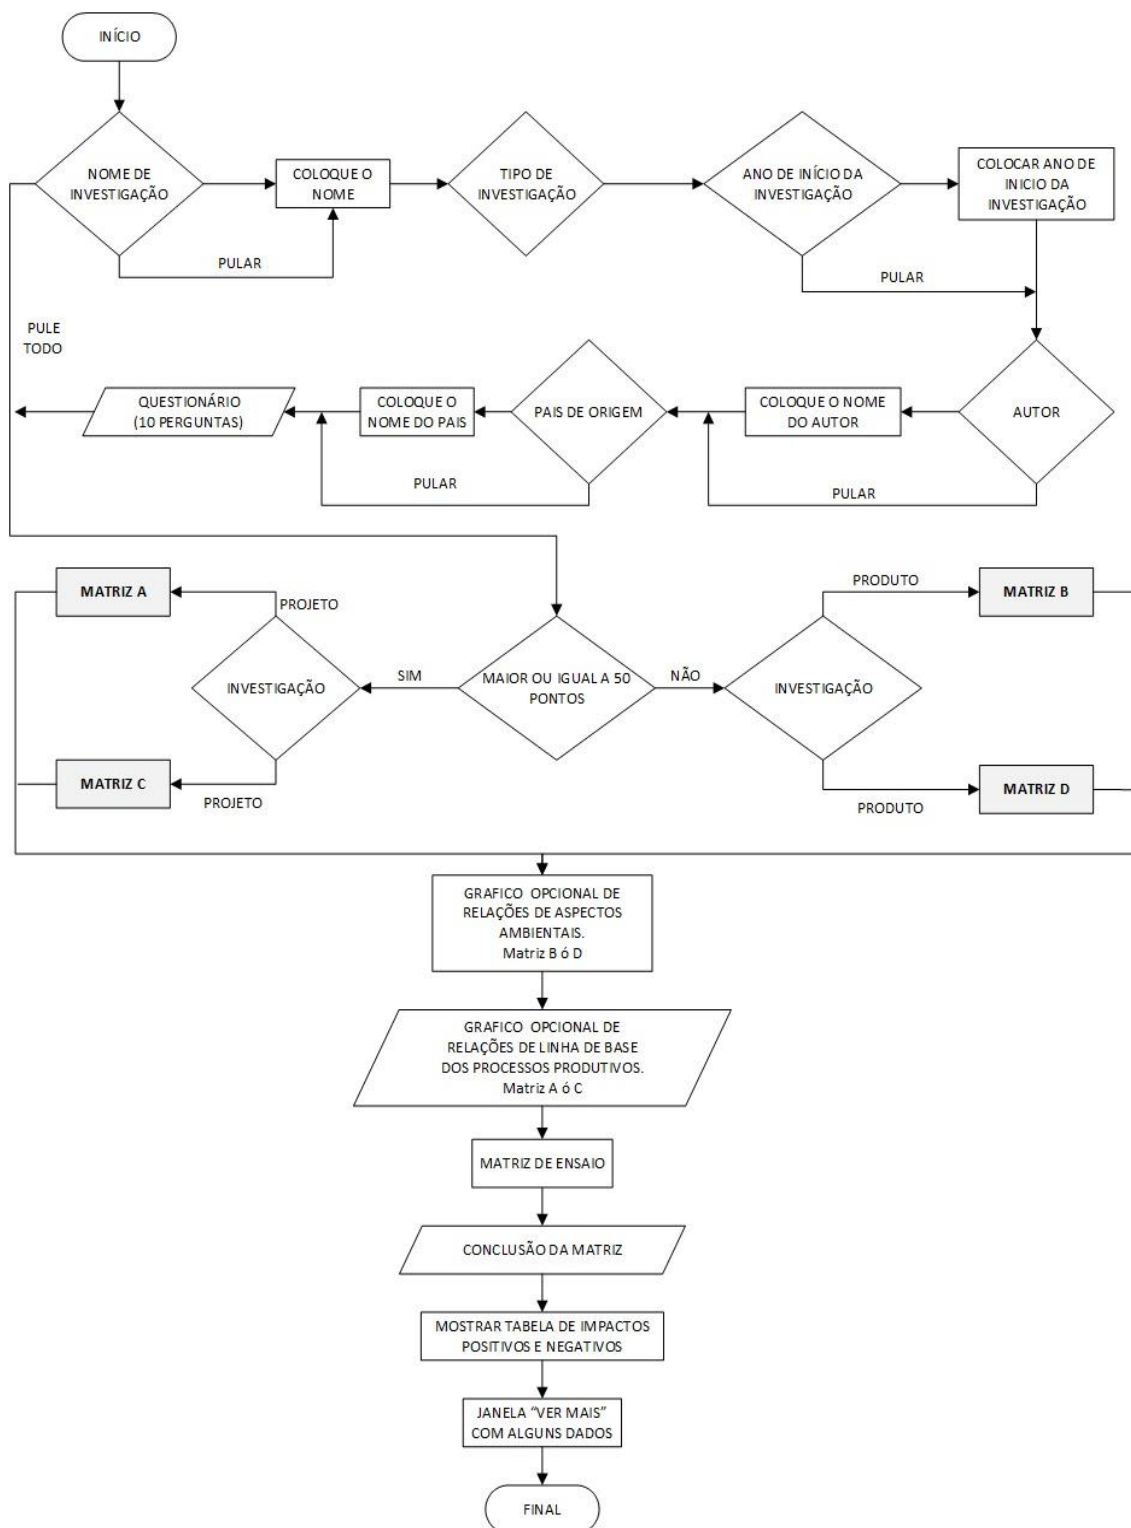 INÍCIO
NOME DE
INVESTIGAÇÃO
COLOQUE O
NOME
TIPO DE
INVESTIGAÇÃO
ANO DE INÍCIO DA
INVESTIGAÇÃO
COLOCAR ANO DE
INICIO DA
INVESTIGAÇÃO
PULAR
PULAR
PULE
TODO
QUESTIONÁRIO
(10 PERGUNTAS)
COLOQUE O
NOME DO PAIS
PAIS DE ORIGEM
COLOQUE O NOME
DO AUTOR
AUTOR
PULAR
PULAR
MATRIZ A
PROJETO
PRODUTO
MATRIZ B
INVESTIGAÇÃO
SIM
MAIOR OU IGUAL A 50
PONTOS
NÃO
INVESTIGAÇÃO
MATRIZ C
PROJETO
PRODUTO
MATRIZ D
GRAFICO OPCIONAL DE
RELAÇÕES DE ASPECTOS
AMBIENTAIS.
Matriz B ó D
GRAFICO OPCIONAL DE
RELAÇÕES DE LINHA DE BASE
DOS PROCESSOS PRODUTIVOS.
Matriz A ó C
MATRIZ DE ENSAIO
CONCLUSÃO DA MATRIZ
MOSTRAR TABELA DE IMPACTOS
POSITIVOS E NEGATIVOS
JANELA “VER MAIS”
COM ALGUNS DADOS
FINAL